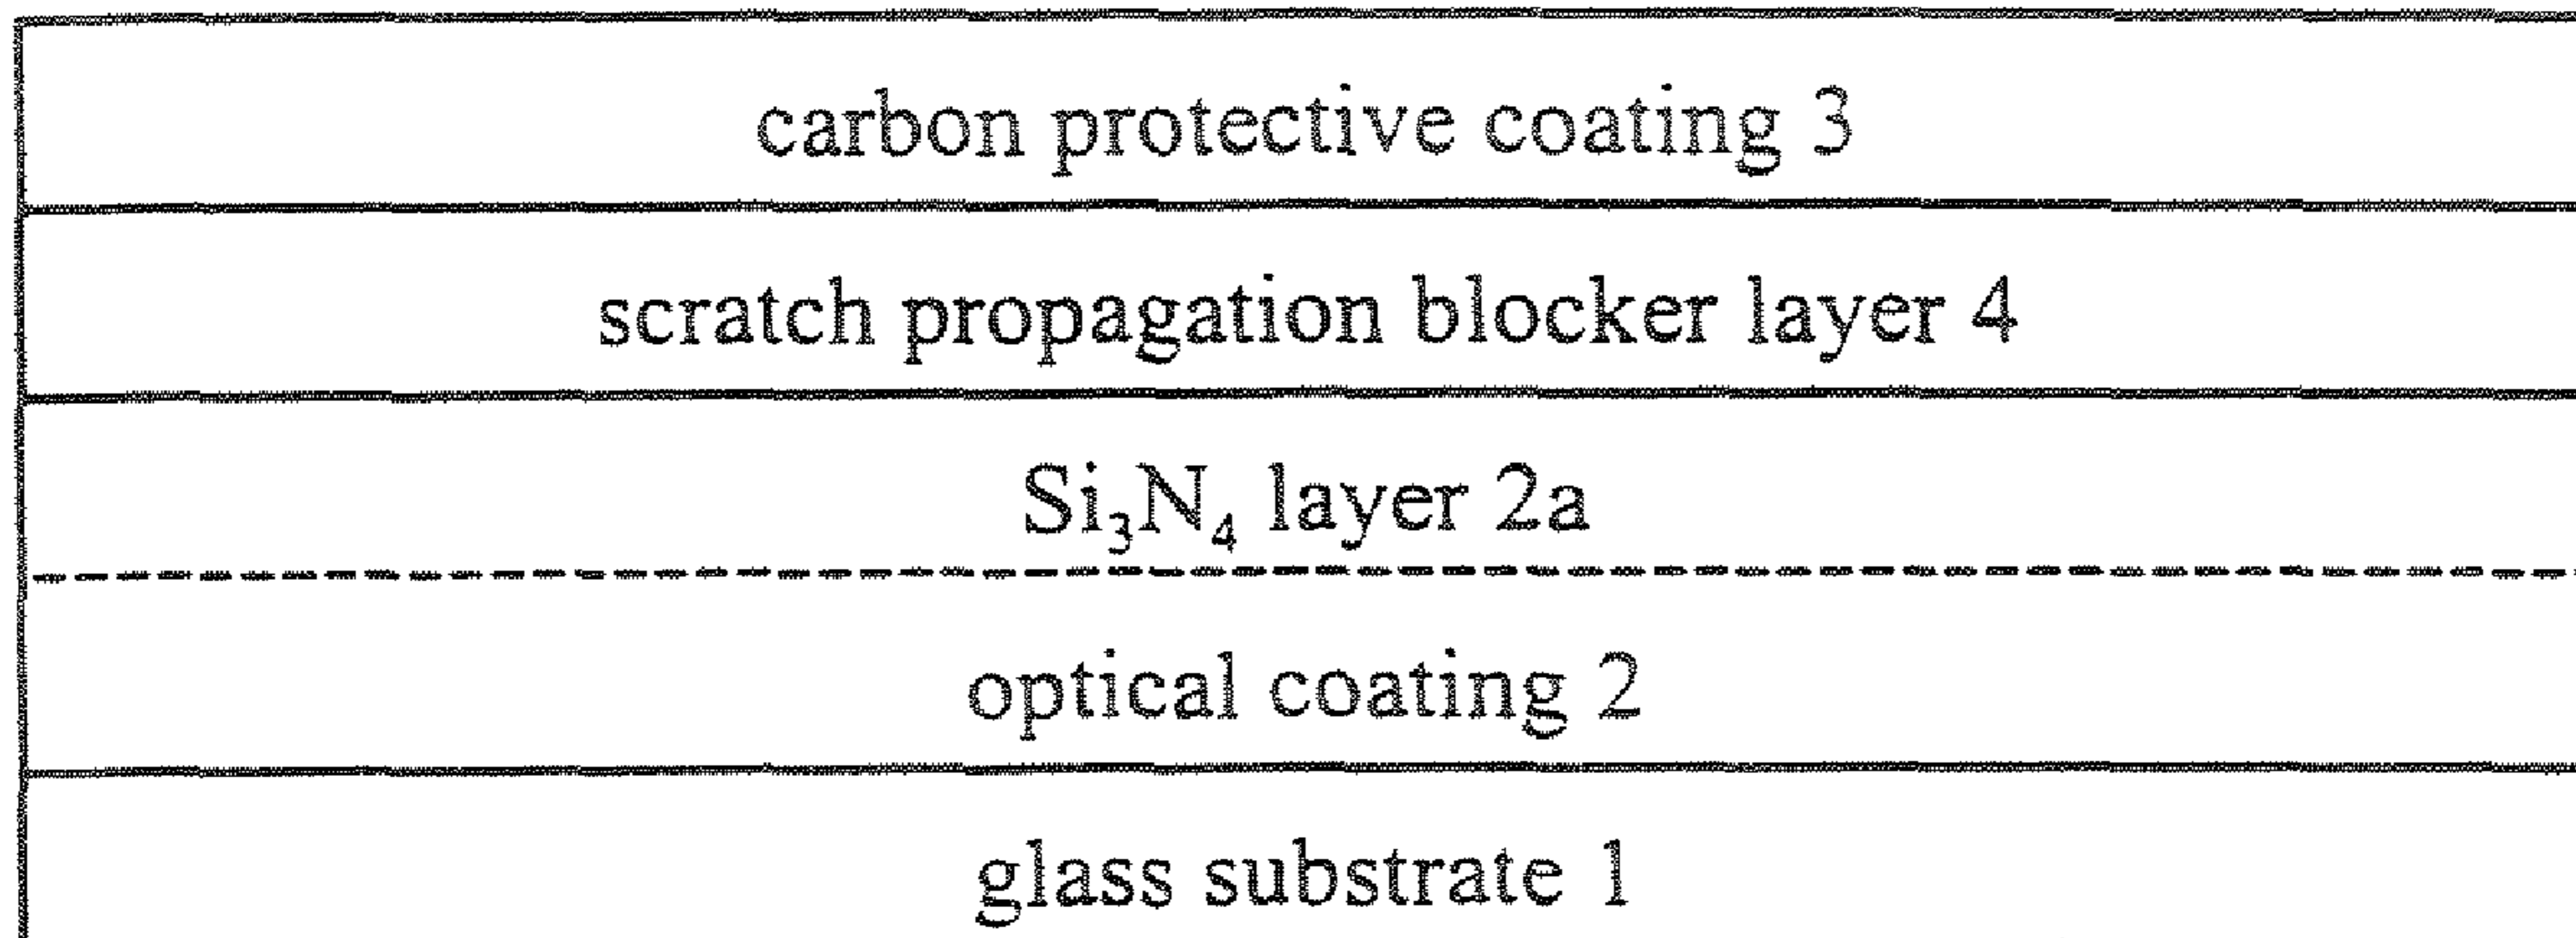 carbon protective coating 3
scratch propagation blocker layer 4
Si₃N₄ layer 2a
optical coating 2
glass substrate 1